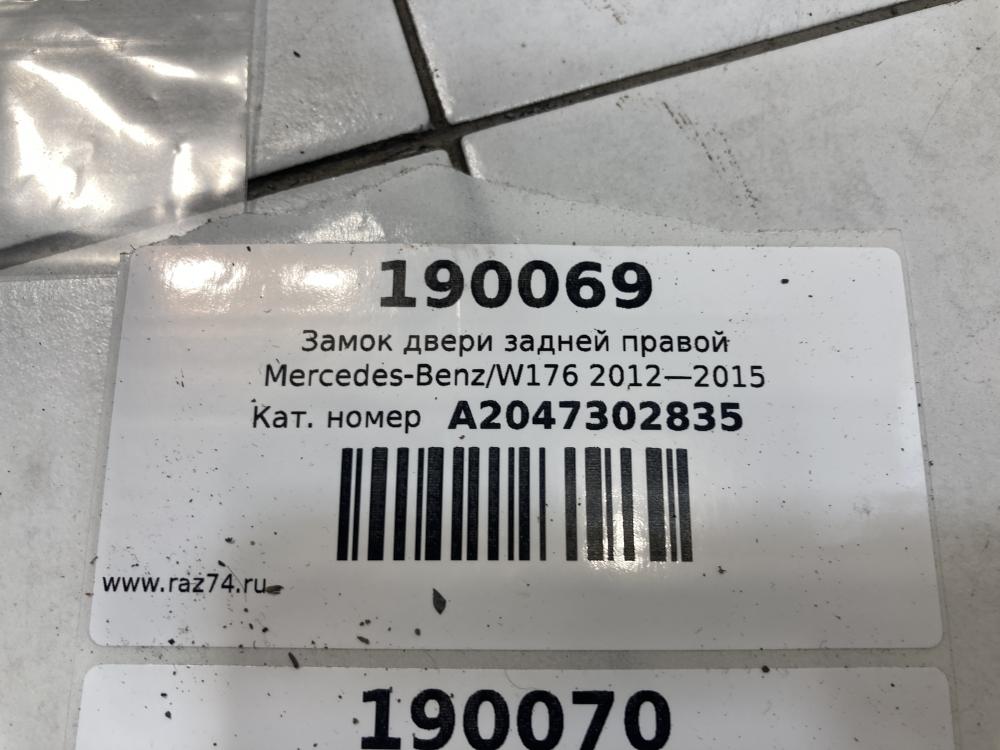 190069
Замок двери задней правой
Mercedes-Benz/W176 2012—2015
Кат. номер A2047302835
www.raz74.ru
190070